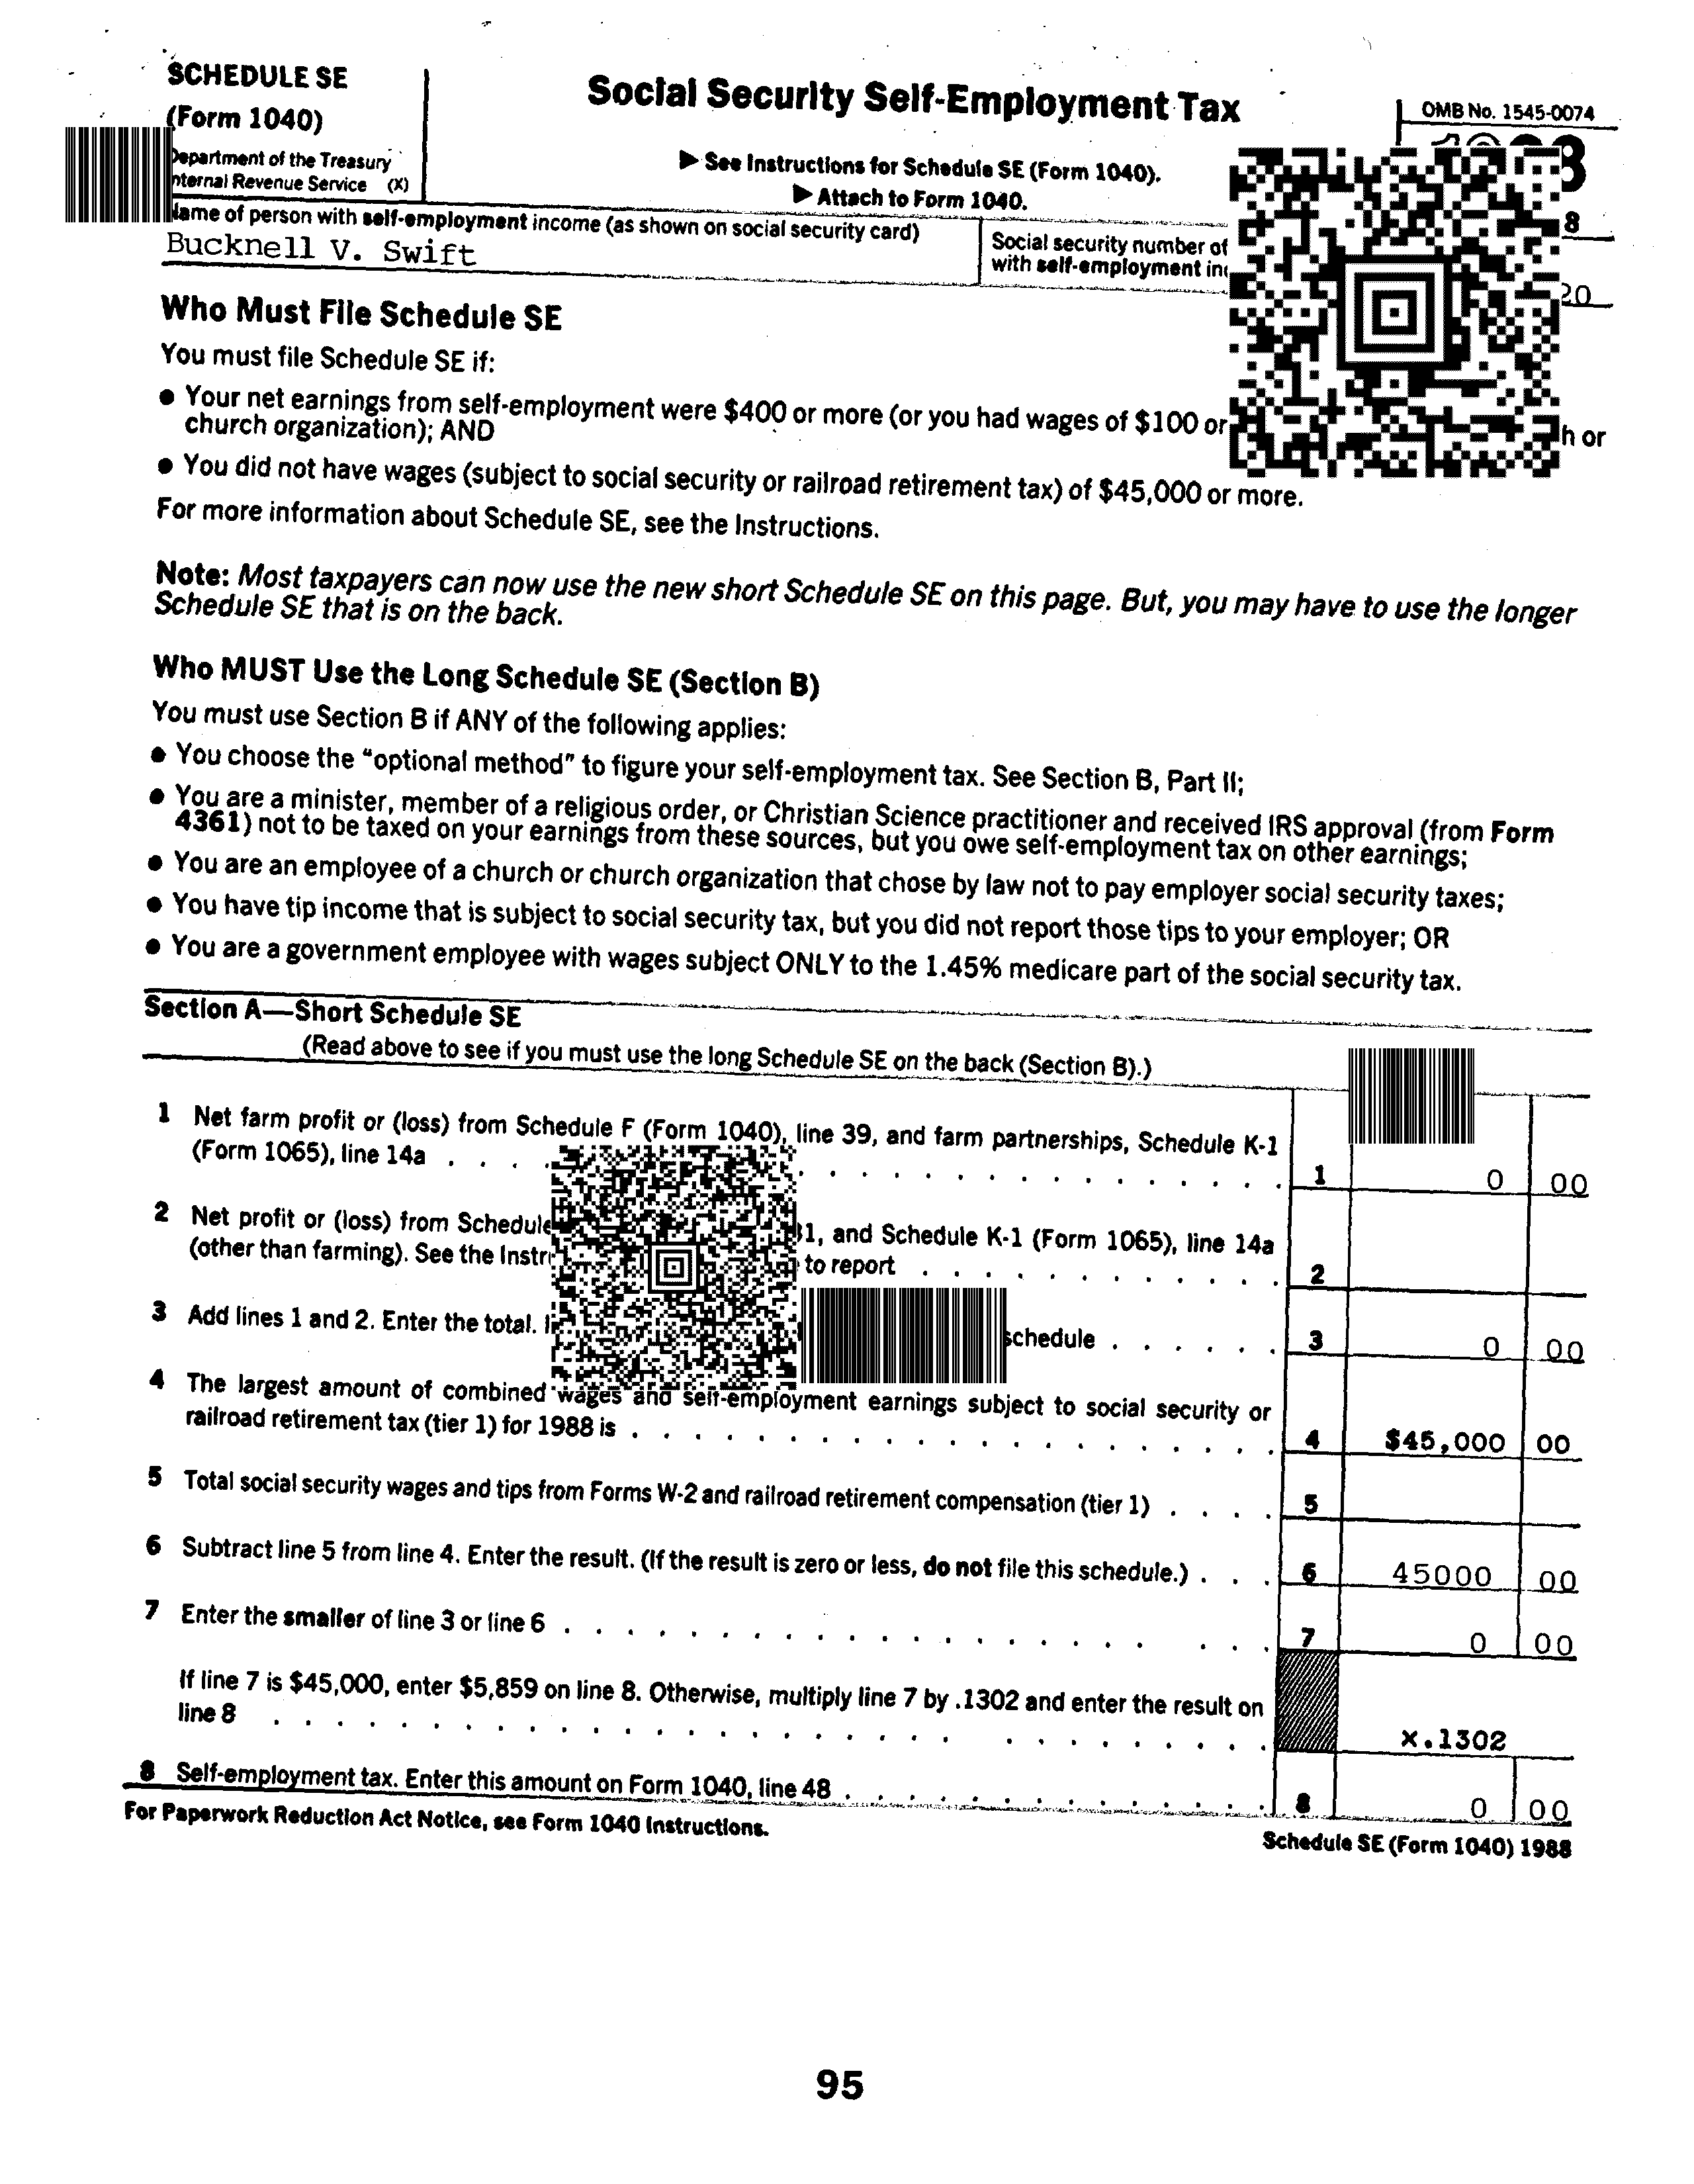 SCHEDULE SE
(Form 1040)
Department of the Treasury
Internal Revenue Service (X)
Social Security Self-Employment Tax
▶ See Instructions for Schedule SE (Form 1040).
▶ Attach to Form 1040.
OMB No. 1545-0074
8
Name of person with self-employment income (as shown on social security card)
Bucknell V. Swift
Social security number of
with self-employment
20
Who Must File Schedule SE
You must file Schedule SE if:
● Your net earnings from self-employment were $400 or more (or you had wages of $100 or
h or
church organization); AND
● You did not have wages (subject to social security or railroad retirement tax) of $45,000 or more.
For more information about Schedule SE, see the Instructions.
Note: Most taxpayers can now use the new short Schedule SE on this page. But, you may have to use the longer
Schedule SE that is on the back.
Who MUST Use the Long Schedule SE (Section B)
You must use Section B if ANY of the following applies:
● You choose the "optional method" to figure your self-employment tax. See Section B, Part II;
● You are a minister, member of a religious order, or Christian Science practitioner and received IRS approval (from Form
4361) not to be taxed on your earnings from these sources, but you owe self-employment tax on other earnings;
● You are an employee of a church or church organization that chose by law not to pay employer social security taxes;
● You have tip income that is subject to social security tax, but you did not report those tips to your employer; OR
● You are a government employee with wages subject ONLY to the 1.45% medicare part of the social security tax.
Section A—Short Schedule SE
(Read above to see if you must use the long Schedule SE on the back (Section B).)
1 Net farm profit or (loss) from Schedule F (Form 1040), line 39, and farm partnerships, Schedule K-1
(Form 1065), line 14a . . . . . . . . . . . . . . . . . . . . 1 0 00
2 Net profit or (loss) from Schedule 31, and Schedule K-1 (Form 1065), line 14a
(other than farming). See the to report . . . . . . . . . . . . 2
3 Add lines 1 and 2. Enter the total. schedule . . . . . . 3 0 00
4 The largest amount of combined wages and self-employment earnings subject to social security or
railroad retirement tax (tier 1) for 1988 is . . . . . . . . . . . . . . . . . . . . . 4 $45,000 00
5 Total social security wages and tips from Forms W-2 and railroad retirement compensation (tier 1) . . . . 5
6 Subtract line 5 from line 4. Enter the result. (If the result is zero or less, do not file this schedule.) . . . 6 45000 00
7 Enter the smaller of line 3 or line 6 . . . . . . . . . . . . . . . . . . . . . . 7 0 00
If line 7 is $45,000, enter $5,859 on line 8. Otherwise, multiply line 7 by .1302 and enter the result on
line 8 . . . . . . . . . . . . . . . . . . . . . . . . . . . . . . x.1302
8 Self-employment tax. Enter this amount on Form 1040, line 48 . . . . . . . . . . . . . . 8 0 00
For Paperwork Reduction Act Notice, see Form 1040 Instructions.
Schedule SE (Form 1040) 1988
95